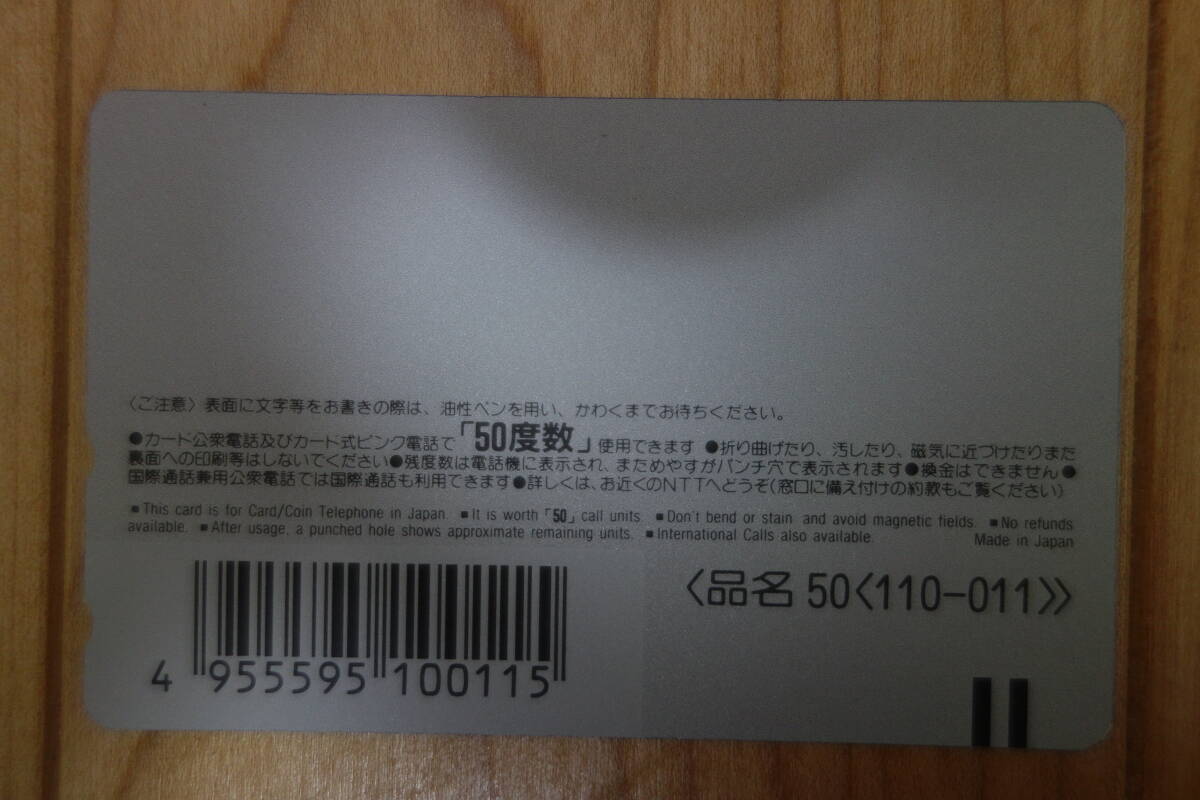 〈ご注意〉表面に文字等をお書きの際は、油性ペンを用い、かわくまでお待ちください。
●カード公衆電話及びカード式ピンク電話で「50度数」使用できます ●折り曲げたり、汚したり、磁気に近づけたりまた
裏面への印刷等はしないでください●残度数は電話機に表示され、まためやすがパンチ穴で表示されます●換金はできません●
国際通話兼用公衆電話では国際通話も利用できます●詳しくは、お近くのNTTへどうぞ(窓口に備え付けの約款もご覧ください)
■This card is for Card/Coin Telephone in Japan. ■It is worth「50」call units. ■Don't bend or stain and avoid magnetic fields. ■No refunds
available. ■After usage, a punched hole shows approximate remaining units. ■International Calls also available. Made in Japan
〈品名 50〈110-011〉〉
4 955595 100115